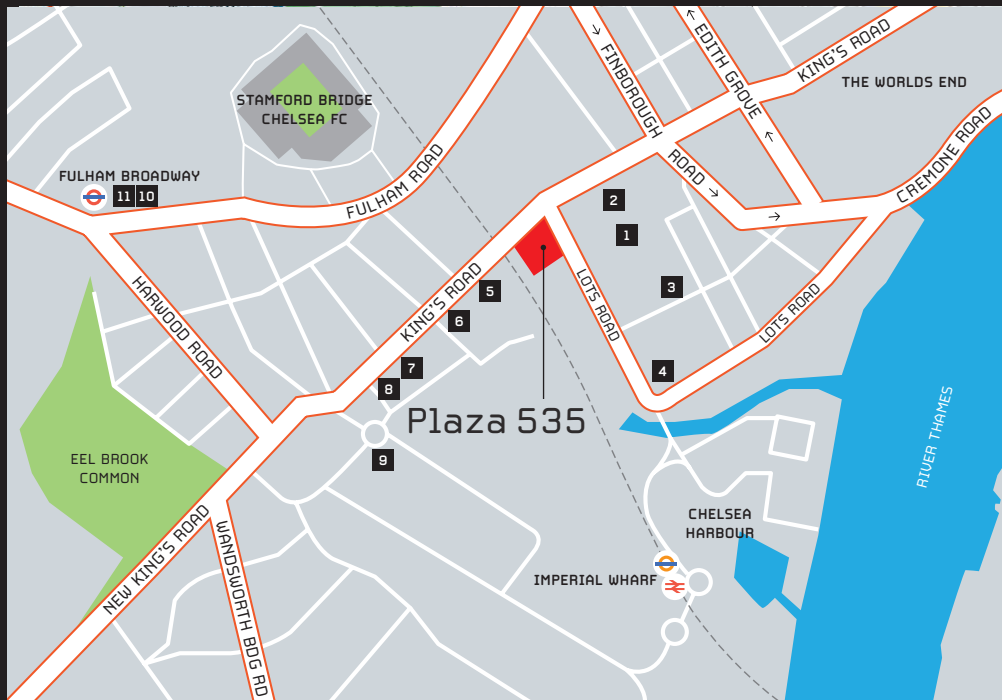 FINBOROUGH
ROAD
EDITH GROVE
KING'S ROAD
THE WORLDS END
STAMFORD BRIDGE
CHELSEA FC
CREMONE ROAD
FULHAM ROAD
FULHAM BROADWAY
11
10
2
1
3
4
5
6
7
8
9
KING'S ROAD
LOTS ROAD
LOTS ROAD
HARWOOD ROAD
Plaza 535
EEL BROOK
COMMON
RIVER THAMES
CHELSEA
HARBOUR
IMPERIAL WHARF
NEW KING'S ROAD
WANDSWORTH BDG RD